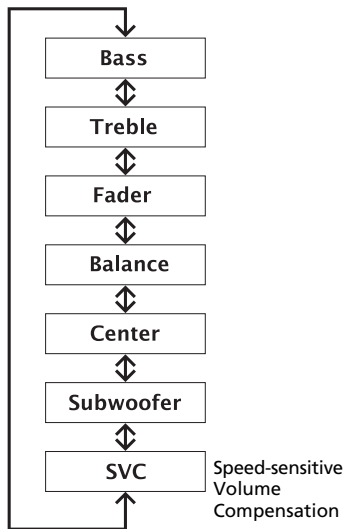 Bass
Treble
Fader
Balance
Center
Subwoofer
SVC
Speed-sensitive
Volume
Compensation